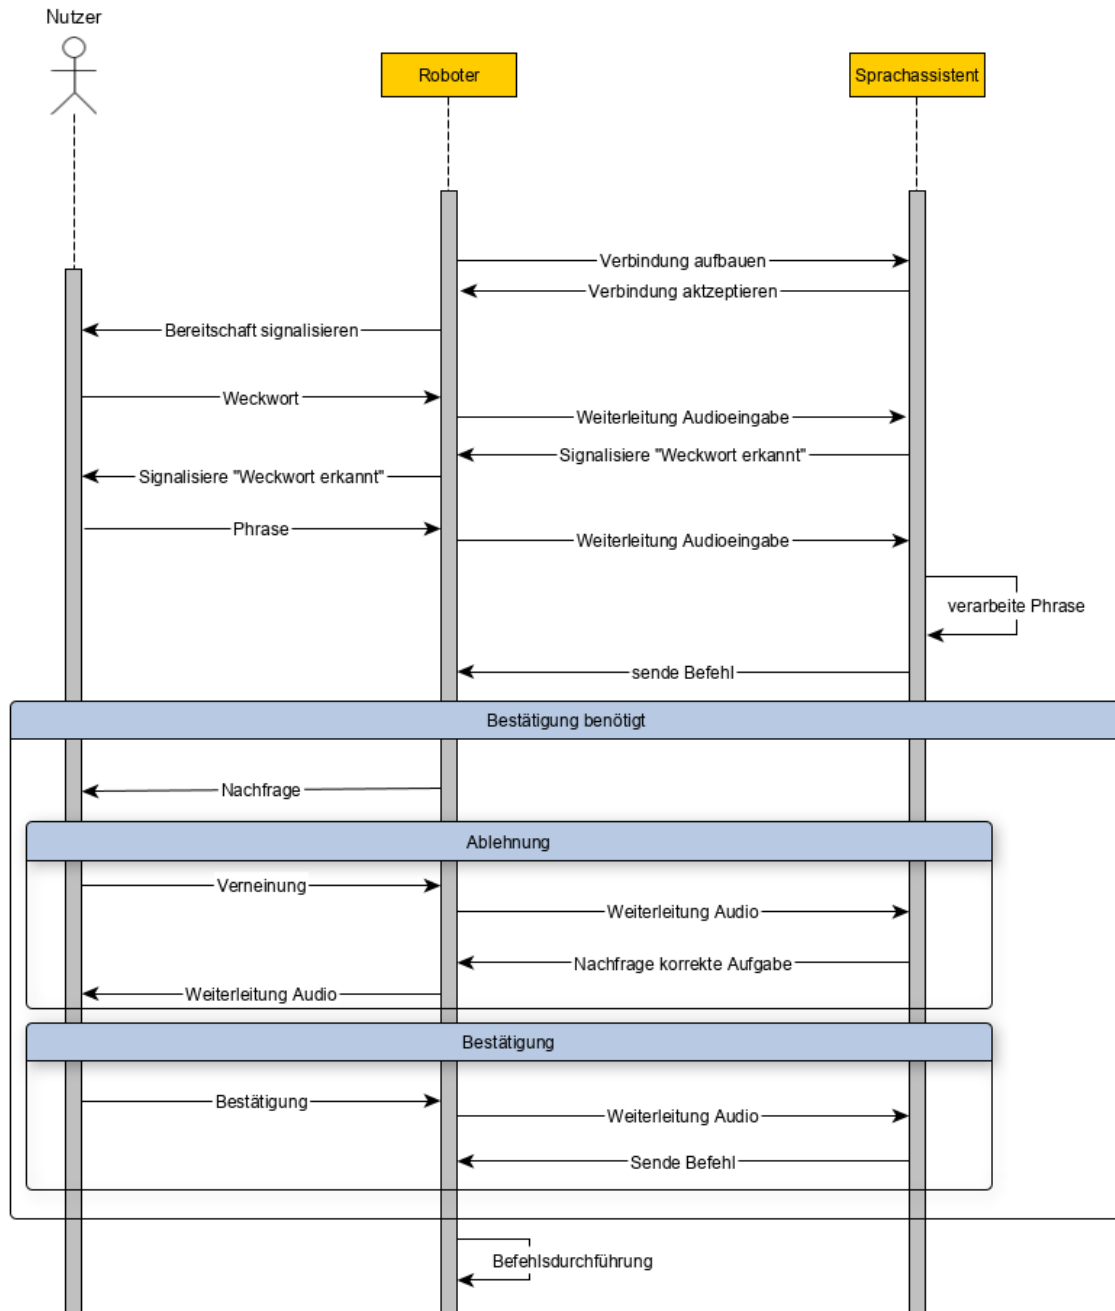 Nutzer
Roboter
Sprachassistent
Verbindung aufbauen
Verbindung aktzeptieren
Bereitschaft signalisieren
Weckwort
Weiterleitung Audioeingabe
Signalisiere "Weckwort erkannt"
Signalisiere "Weckwort erkannt"
Phrase
Weiterleitung Audioeingabe
verarbeite Phrase
sende Befehl
Bestätigung benötigt
Nachfrage
Ablehnung
Verneinung
Weiterleitung Audio
Nachfrage korrekte Aufgabe
Weiterleitung Audio
Bestätigung
Bestätigung
Weiterleitung Audio
Sende Befehl
Befehlsdurchführung